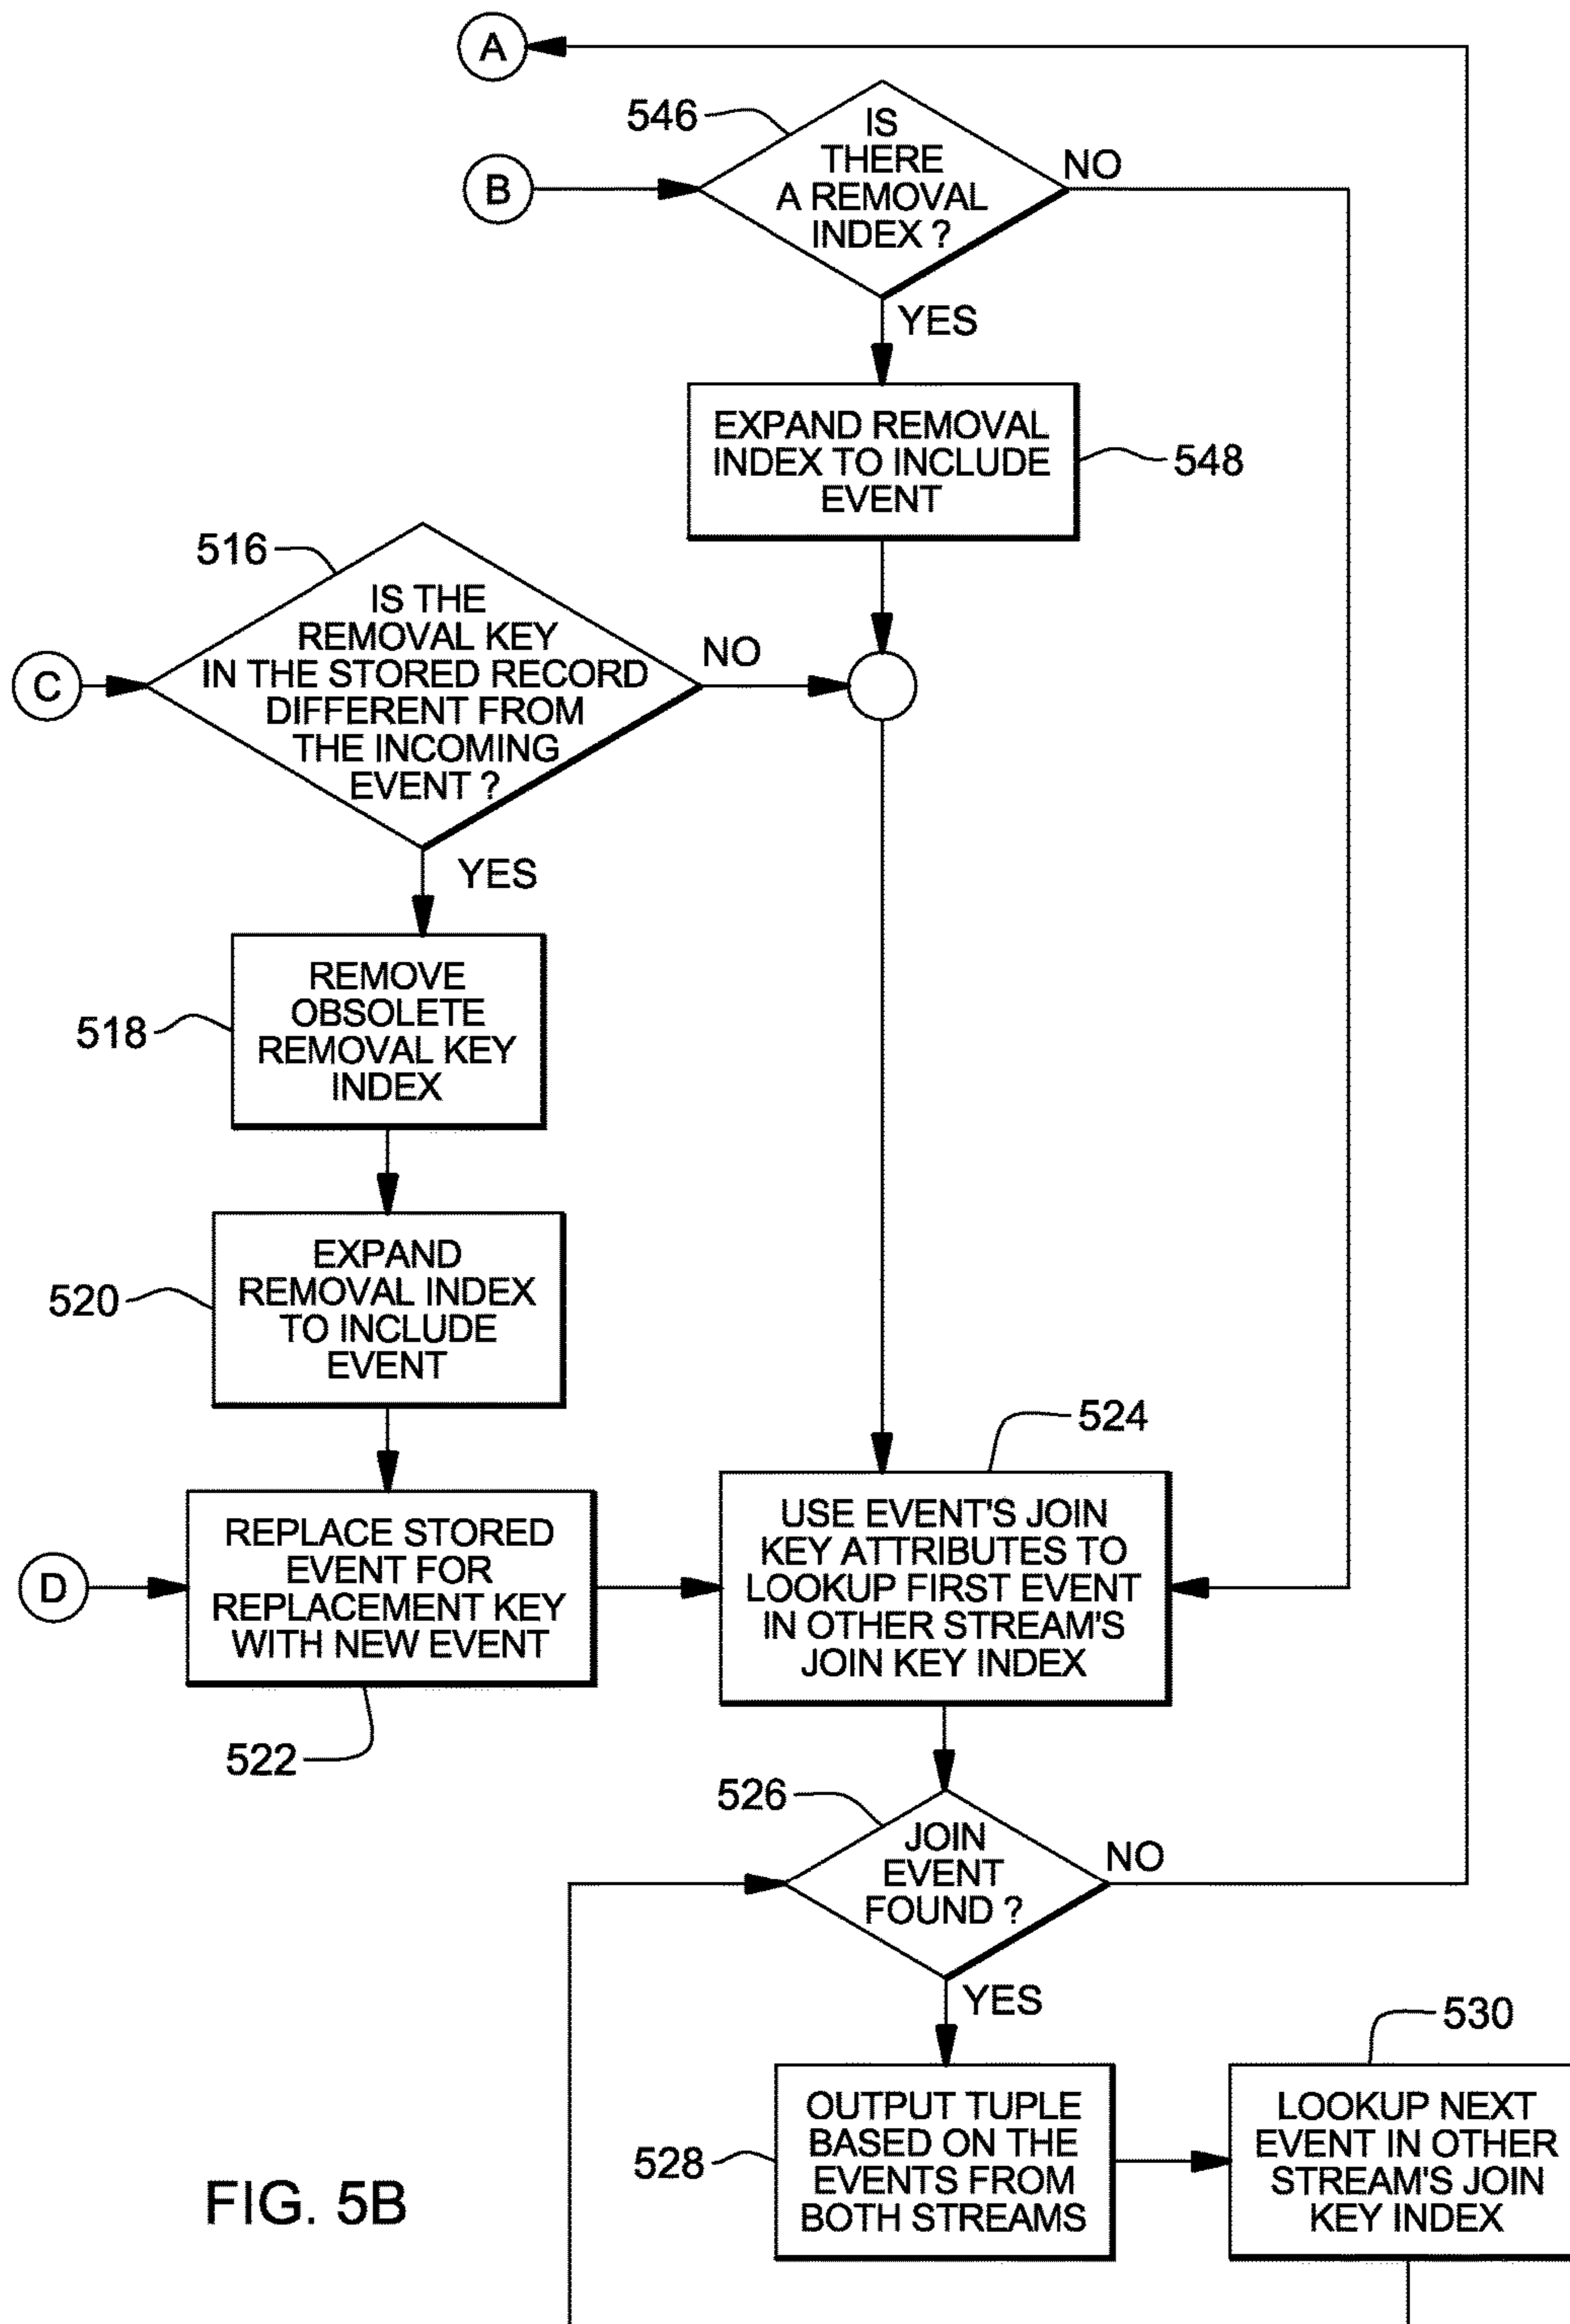 A
546
IS
THERE
A REMOVAL
INDEX ?
NO
B
YES
EXPAND REMOVAL
INDEX TO INCLUDE
EVENT
548
516
IS THE
REMOVAL KEY
IN THE STORED RECORD
DIFFERENT FROM
THE INCOMING
EVENT ?
NO
C
YES
REMOVE
OBSOLETE
REMOVAL KEY
INDEX
518
EXPAND
REMOVAL INDEX
TO INCLUDE
EVENT
520
524
D
REPLACE STORED
EVENT FOR
REPLACEMENT KEY
WITH NEW EVENT
522
USE EVENT'S JOIN
KEY ATTRIBUTES TO
LOOKUP FIRST EVENT
IN OTHER STREAM'S
JOIN KEY INDEX
526
JOIN
EVENT
FOUND ?
NO
YES
530
528
OUTPUT TUPLE
BASED ON THE
EVENTS FROM
BOTH STREAMS
LOOKUP NEXT
EVENT IN OTHER
STREAM'S JOIN
KEY INDEX
FIG. 5B